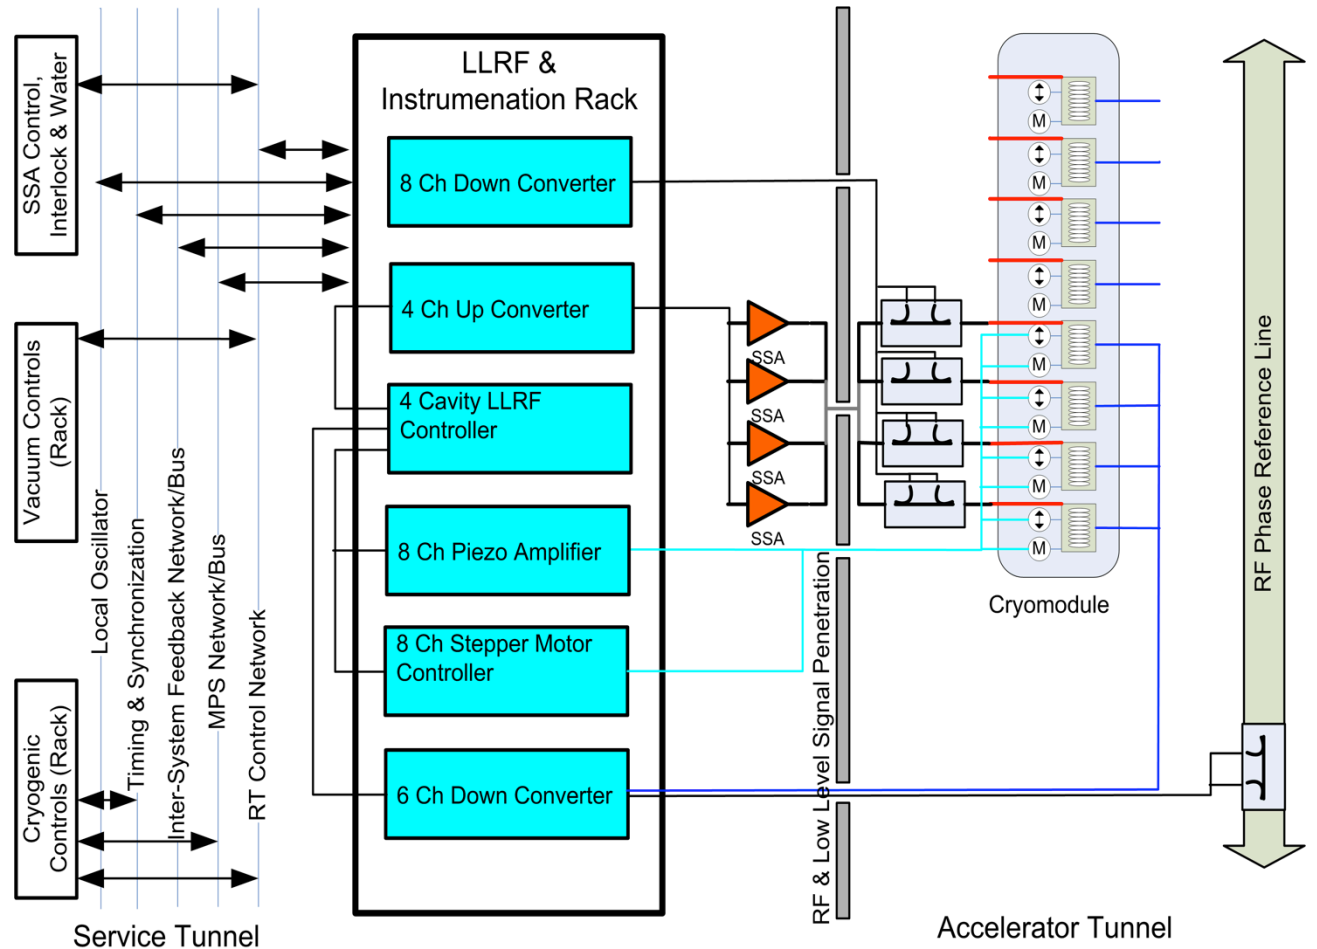 SSA Control,
Interlock & Water
Vacuum Controls
(Rack)
Cryogenic
Controls (Rack)
Local Oscillator
Timing & Synchronization
Inter-System Feedback Network/Bus
MPS Network/Bus
RT Control Network
Service Tunnel
LLRF &
Instrumenation Rack
8 Ch Down Converter
4 Ch Up Converter
4 Cavity LLRF
Controller
8 Ch Piezo Amplifier
8 Ch Stepper Motor
Controller
6 Ch Down Converter
SSA
SSA
SSA
SSA
RF & Low Level Signal Penetration
M
M
M
M
M
M
M
M
Cryomodule
RF Phase Reference Line
Accelerator Tunnel